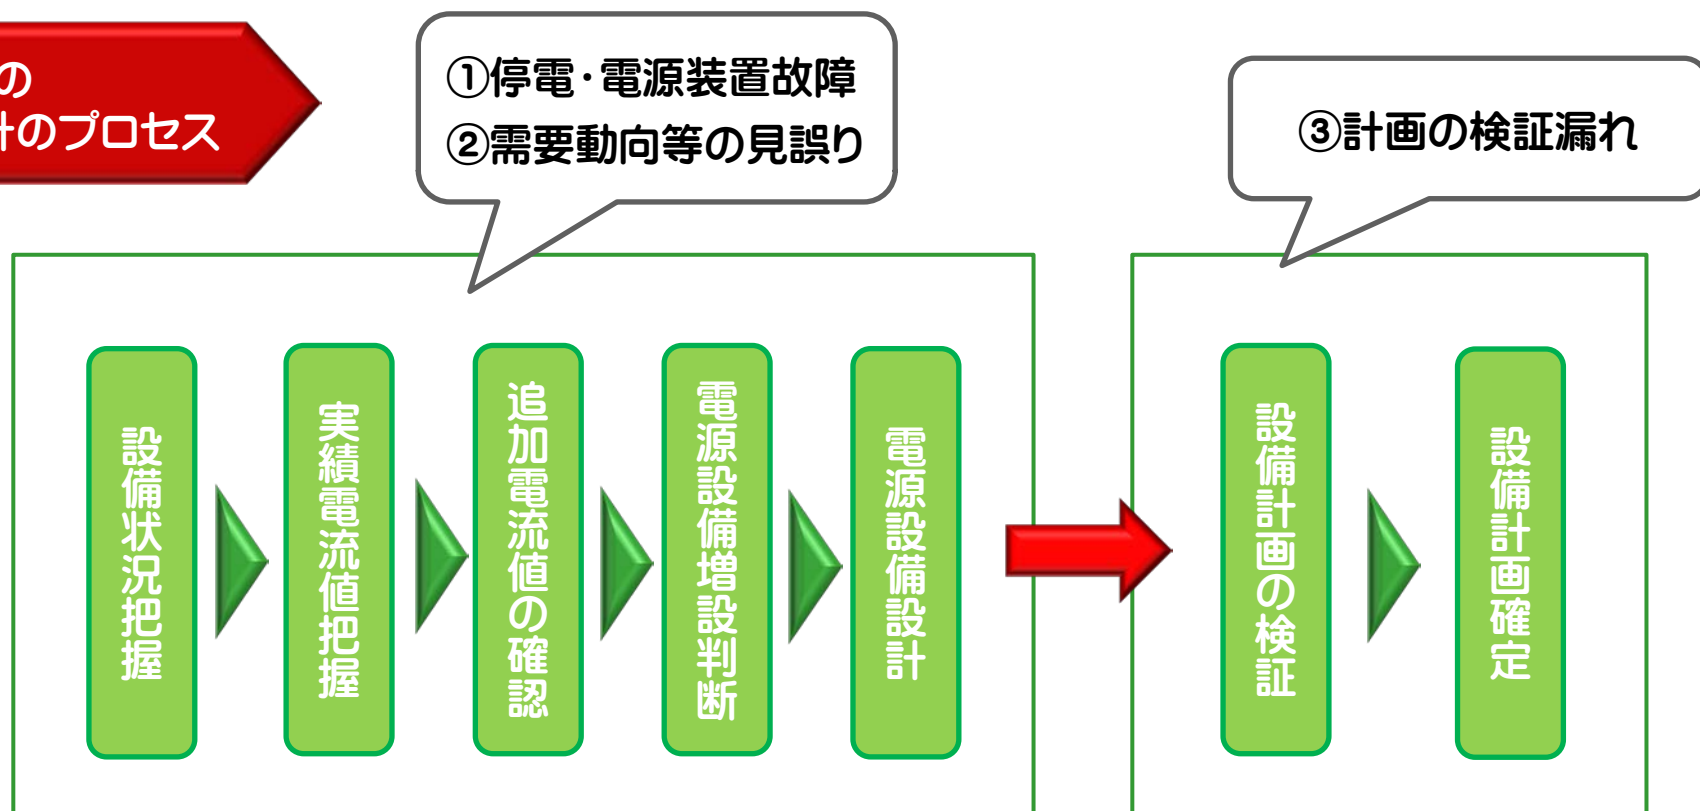 の
計のプロセス
①停電・電源装置故障
②需要動向等の見誤り
③計画の検証漏れ
設備状況把握
実績電流値把握
追加電流値の確認
電源設備増設判断
電源設備設計
設備計画の検証
設備計画確定